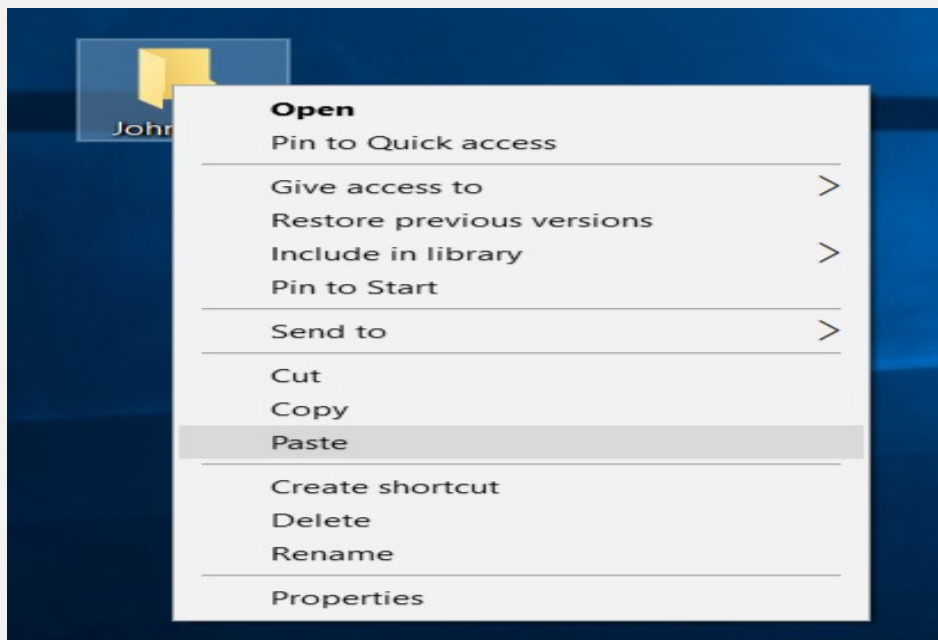 Open
Pin to Quick access
Give access to
Restore previous versions
Include in library
Pin to Start
Send to
Cut
Copy
Paste
Create shortcut
Delete
Rename
Properties